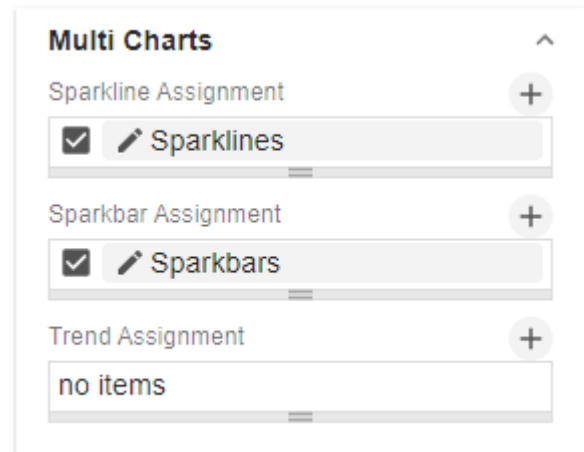 Multi Charts
Sparkline Assignment
Sparklines
Sparkbar Assignment
Sparkbars
Trend Assignment
no items